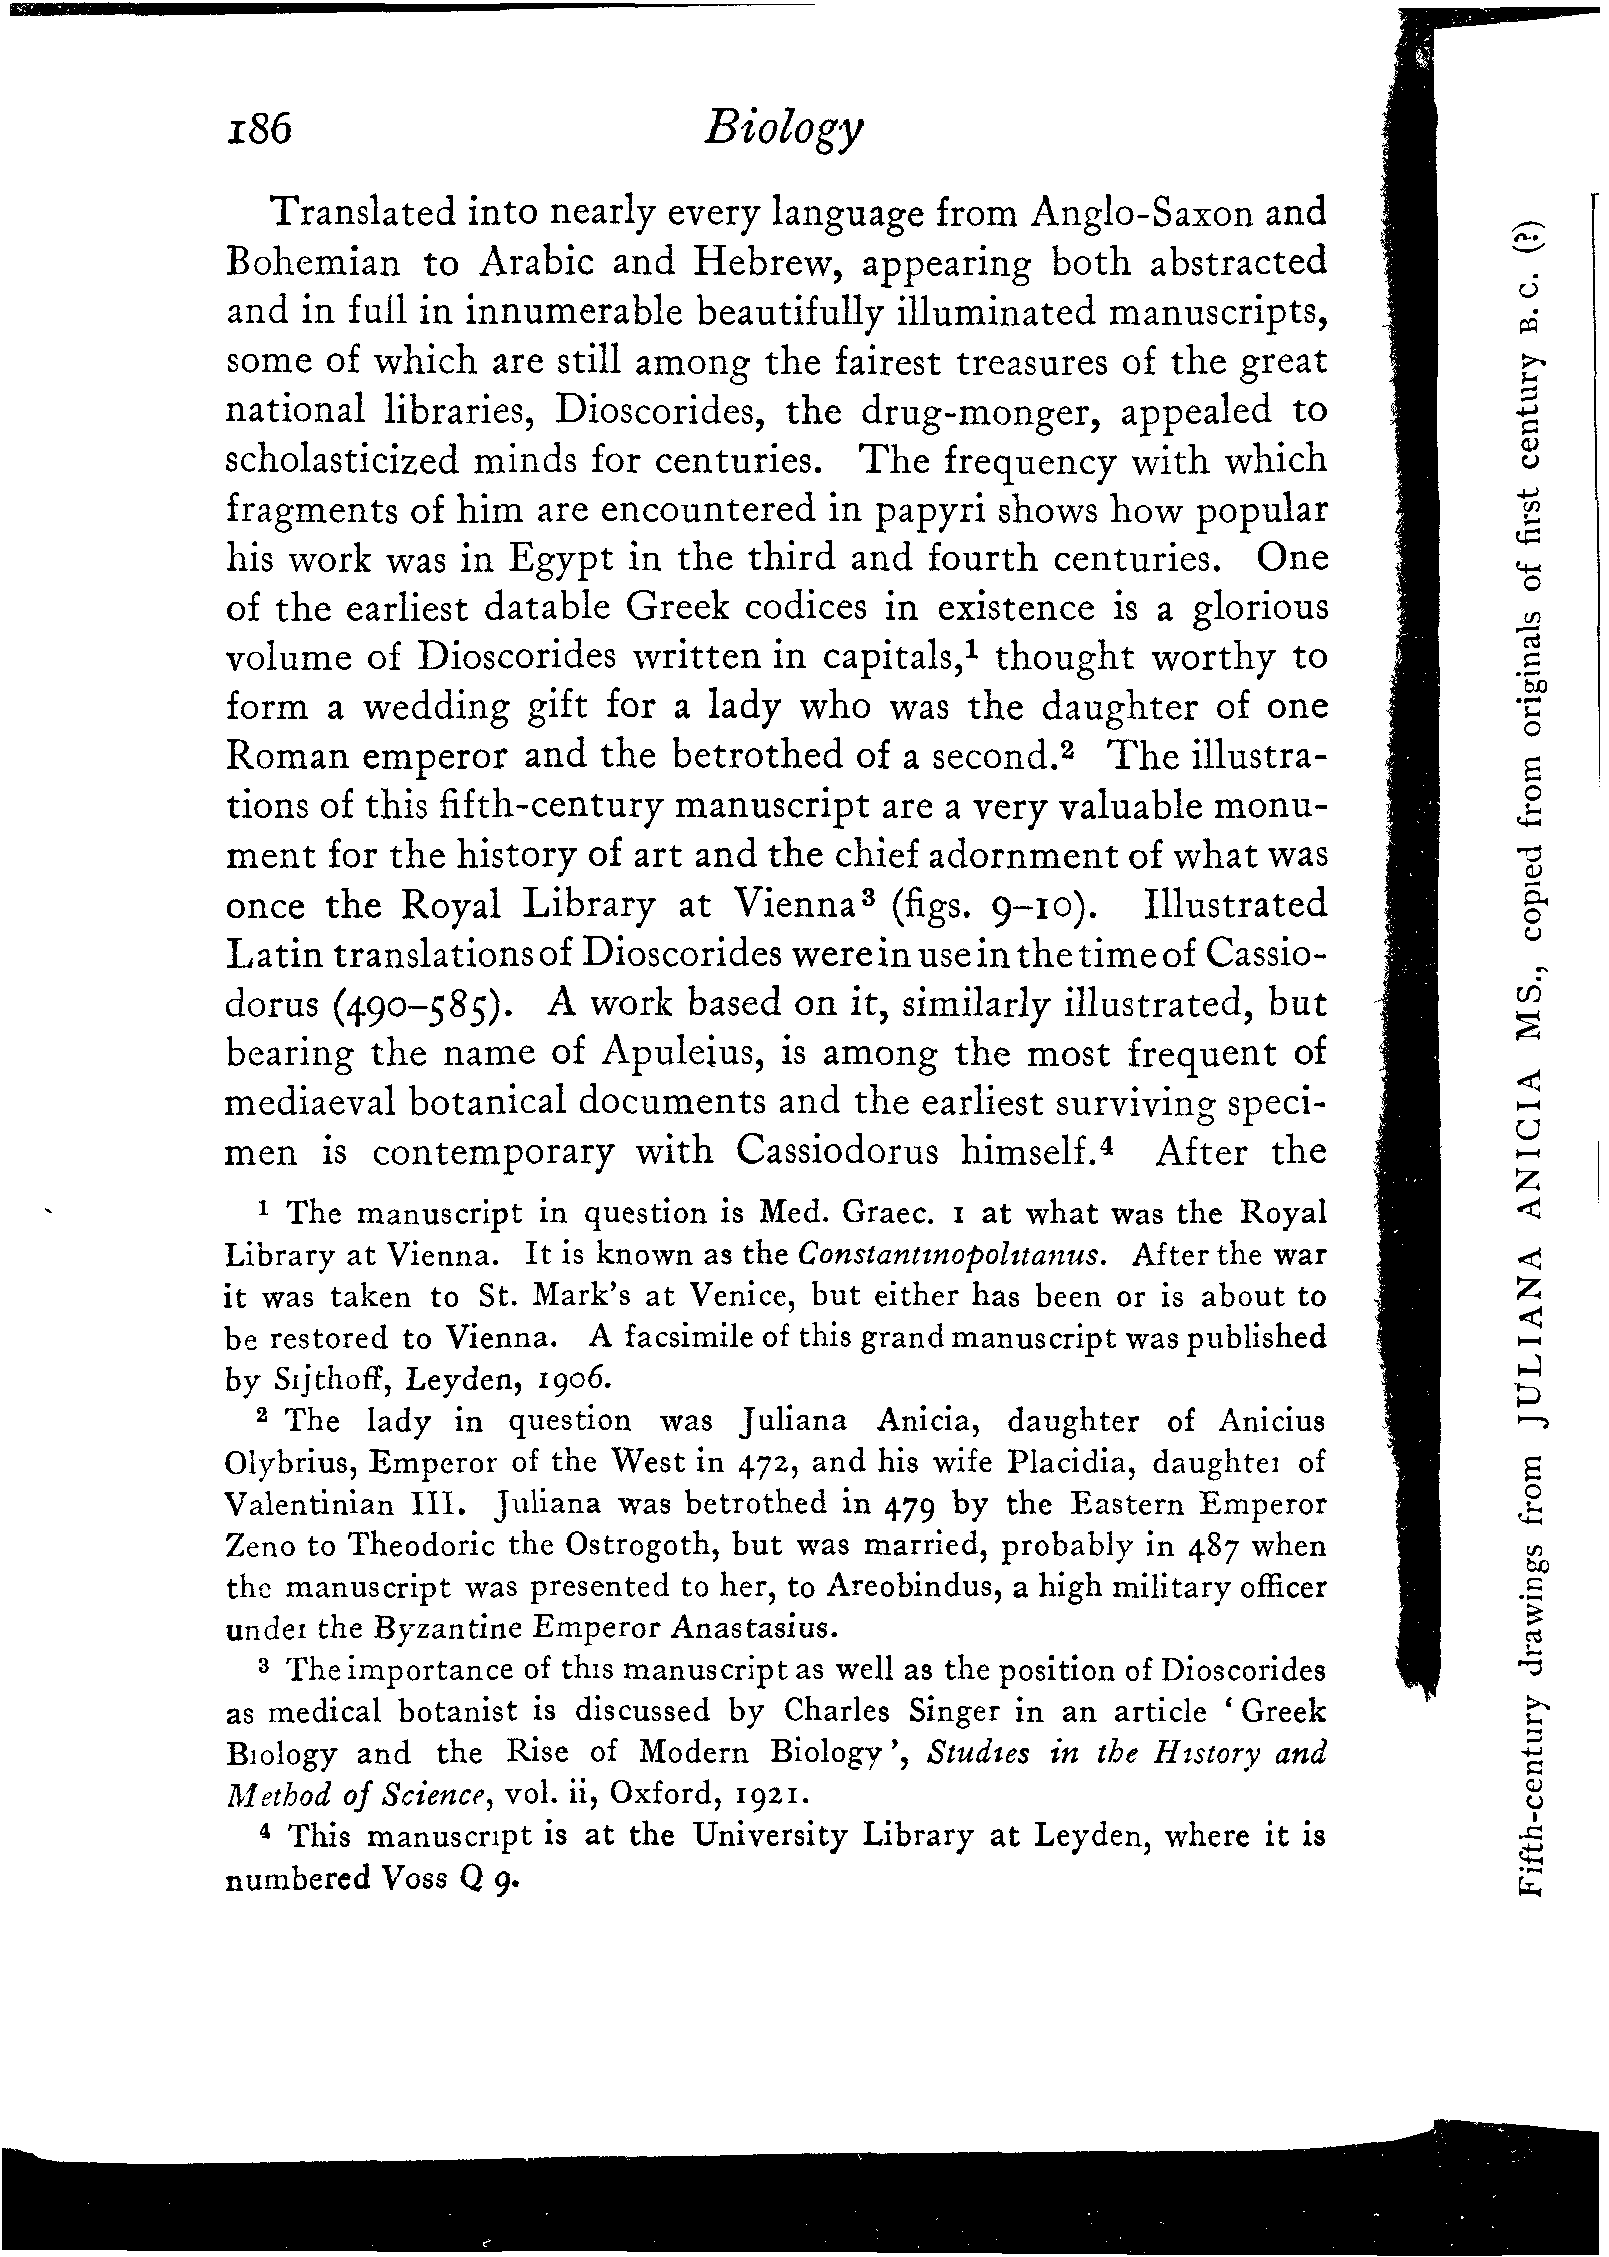 186 Biology
Translated into nearly every language from Anglo-Saxon and
Bohemian to Arabic and Hebrew, appearing both abstracted
and in full in innumerable beautifully illuminated manuscripts,
some of which are still among the fairest treasures of the great
national libraries, Dioscorides, the drug-monger, appealed to
scholasticized minds for centuries. The frequency with which
fragments of him are encountered in papyri shows how popular
his work was in Egypt in the third and fourth centuries. One
of the earliest datable Greek codices in existence is a glorious
volume of Dioscorides written in capitals,¹ thought worthy to
form a wedding gift for a lady who was the daughter of one
Roman emperor and the betrothed of a second.² The illustra-
tions of this fifth-century manuscript are a very valuable monu-
ment for the history of art and the chief adornment of what was
once the Royal Library at Vienna³ (figs. 9–10). Illustrated
Latin translations of Dioscorides were in use in the time of Cassio-
dorus (490–585). A work based on it, similarly illustrated, but
bearing the name of Apuleius, is among the most frequent of
mediaeval botanical documents and the earliest surviving speci-
men is contemporary with Cassiodorus himself.⁴ After the
¹ The manuscript in question is Med. Graec. 1 at what was the Royal
Library at Vienna. It is known as the Constantinopolitanus. After the war
it was taken to St. Mark's at Venice, but either has been or is about to
be restored to Vienna. A facsimile of this grand manuscript was published
by Sijthoff, Leyden, 1906.
² The lady in question was Juliana Anicia, daughter of Anicius
Olybrius, Emperor of the West in 472, and his wife Placidia, daughter of
Valentinian III. Juliana was betrothed in 479 by the Eastern Emperor
Zeno to Theodoric the Ostrogoth, but was married, probably in 487 when
the manuscript was presented to her, to Areobindus, a high military officer
under the Byzantine Emperor Anastasius.
³ The importance of this manuscript as well as the position of Dioscorides
as medical botanist is discussed by Charles Singer in an article 'Greek
Biology and the Rise of Modern Biology', Studies in the History and
Method of Science, vol. ii, Oxford, 1921.
⁴ This manuscript is at the University Library at Leyden, where it is
numbered Voss Q 9.
Fifth-century drawings from JULIANA ANICIA MS., copied from originals of first century B.C. (?)